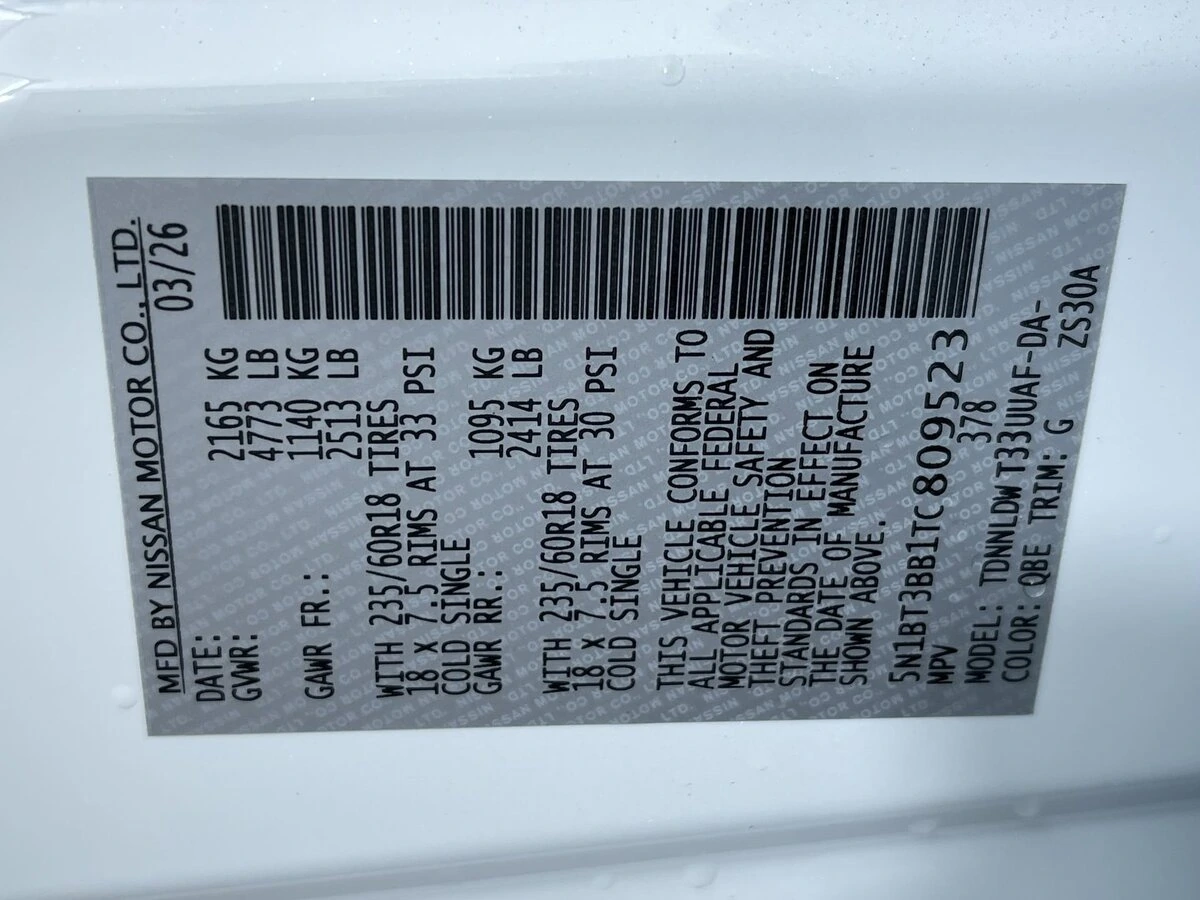 MFD BY NISSAN MOTOR CO., LTD.
DATE: 03/26
GVWR: 2165 KG
4773 LB
GAWR FR.: 1140 KG
2513 LB
WITH 235/60R18 TIRES
18 X 7.5 RIMS AT 33 PSI
COLD SINGLE
GAWR RR.: 1095 KG
2414 LB
WITH 235/60R18 TIRES
18 X 7.5 RIMS AT 30 PSI
COLD SINGLE
THIS VEHICLE CONFORMS TO
ALL APPLICABLE FEDERAL
MOTOR VEHICLE SAFETY AND
THEFT PREVENTION
STANDARDS IN EFFECT ON
THE DATE OF MANUFACTURE
SHOWN ABOVE.
5N1BT3BB1TC809523
MPV 378
MODEL: TDNNLDW T33UUAF-DA-
COLOR: QBE TRIM: G ZS30A